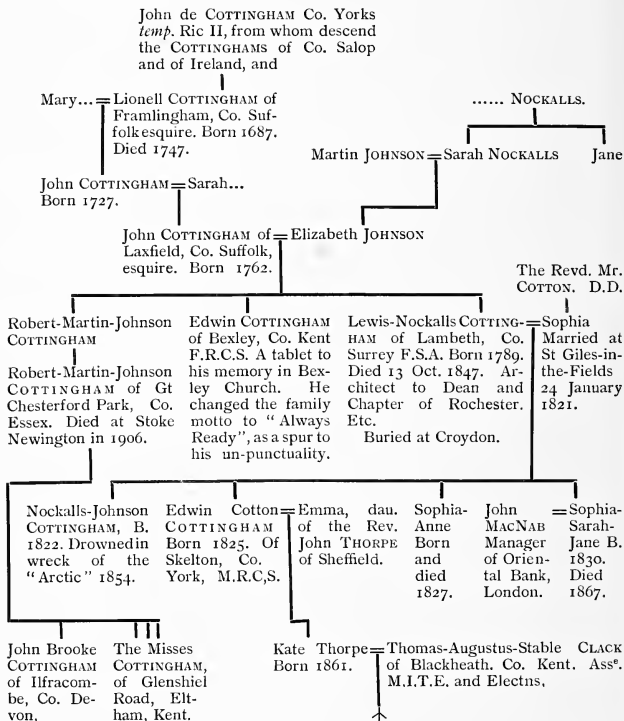 John de COTTINGHAM Co. Yorks
temp. Ric II, from whom descend
the COTTINGHAMS of Co. Salop
and of Ireland, and
Mary... = Lionell COTTINGHAM of
Framlingham, Co. Suf-
folk esquire. Born 1687.
Died 1747.
...... NOCKALLS.
Martin JOHNSON = Sarah NOCKALLS
Jane
John COTTINGHAM = Sarah...
Born 1727.
John COTTINGHAM of = Elizabeth JOHNSON
Laxfield, Co. Suffolk,
esquire. Born 1762.
The Revd. Mr.
COTTON. D.D.
Robert-Martin-Johnson
COTTINGHAM
Robert-Martin-Johnson
COTTINGHAM of Gt
Chesterford Park, Co.
Essex. Died at Stoke
Newington in 1906.
Edwin COTTINGHAM
of Bexley, Co. Kent
F.R.C.S. A tablet to
his memory in Bex-
ley Church. He
changed the family
motto to "Always
Ready", as a spur to
his un-punctuality.
Lewis-Nockalls COTTING-
HAM of Lambeth, Co.
Surrey F.S.A. Born 1789.
Died 13 Oct. 1847. Ar-
chitect to Dean and
Chapter of Rochester.
Etc.
Buried at Croydon.
= Sophia
Married at
St Giles-in-
the-Fields
24 January
1821.
Nockalls-Johnson
COTTINGHAM, B.
1822. Drowned in
wreck of the
"Arctic" 1854.
Edwin Cotton =
COTTINGHAM
Born 1825. Of
Skelton, Co.
York, M.R.C,S.
Emma, dau.
of the Rev.
John THORPE
of Sheffield.
Sophia-
Anne
Born
and
died
1827.
John =
MACNAB
Manager
of Orien-
tal Bank,
London.
Sophia-
Sarah-
Jane B.
1830.
Died
1867.
John Brooke
COTTINGHAM
of Ilfracom-
be, Co. De-
von.
The Misses
COTTINGHAM,
of Glenshiel
Road, Elt-
ham, Kent.
Kate Thorpe =
Born 1861.
Thomas-Augustus-Stable CLACK
of Blackheath. Co. Kent. Asse.
M.I.T.E. and Electns,